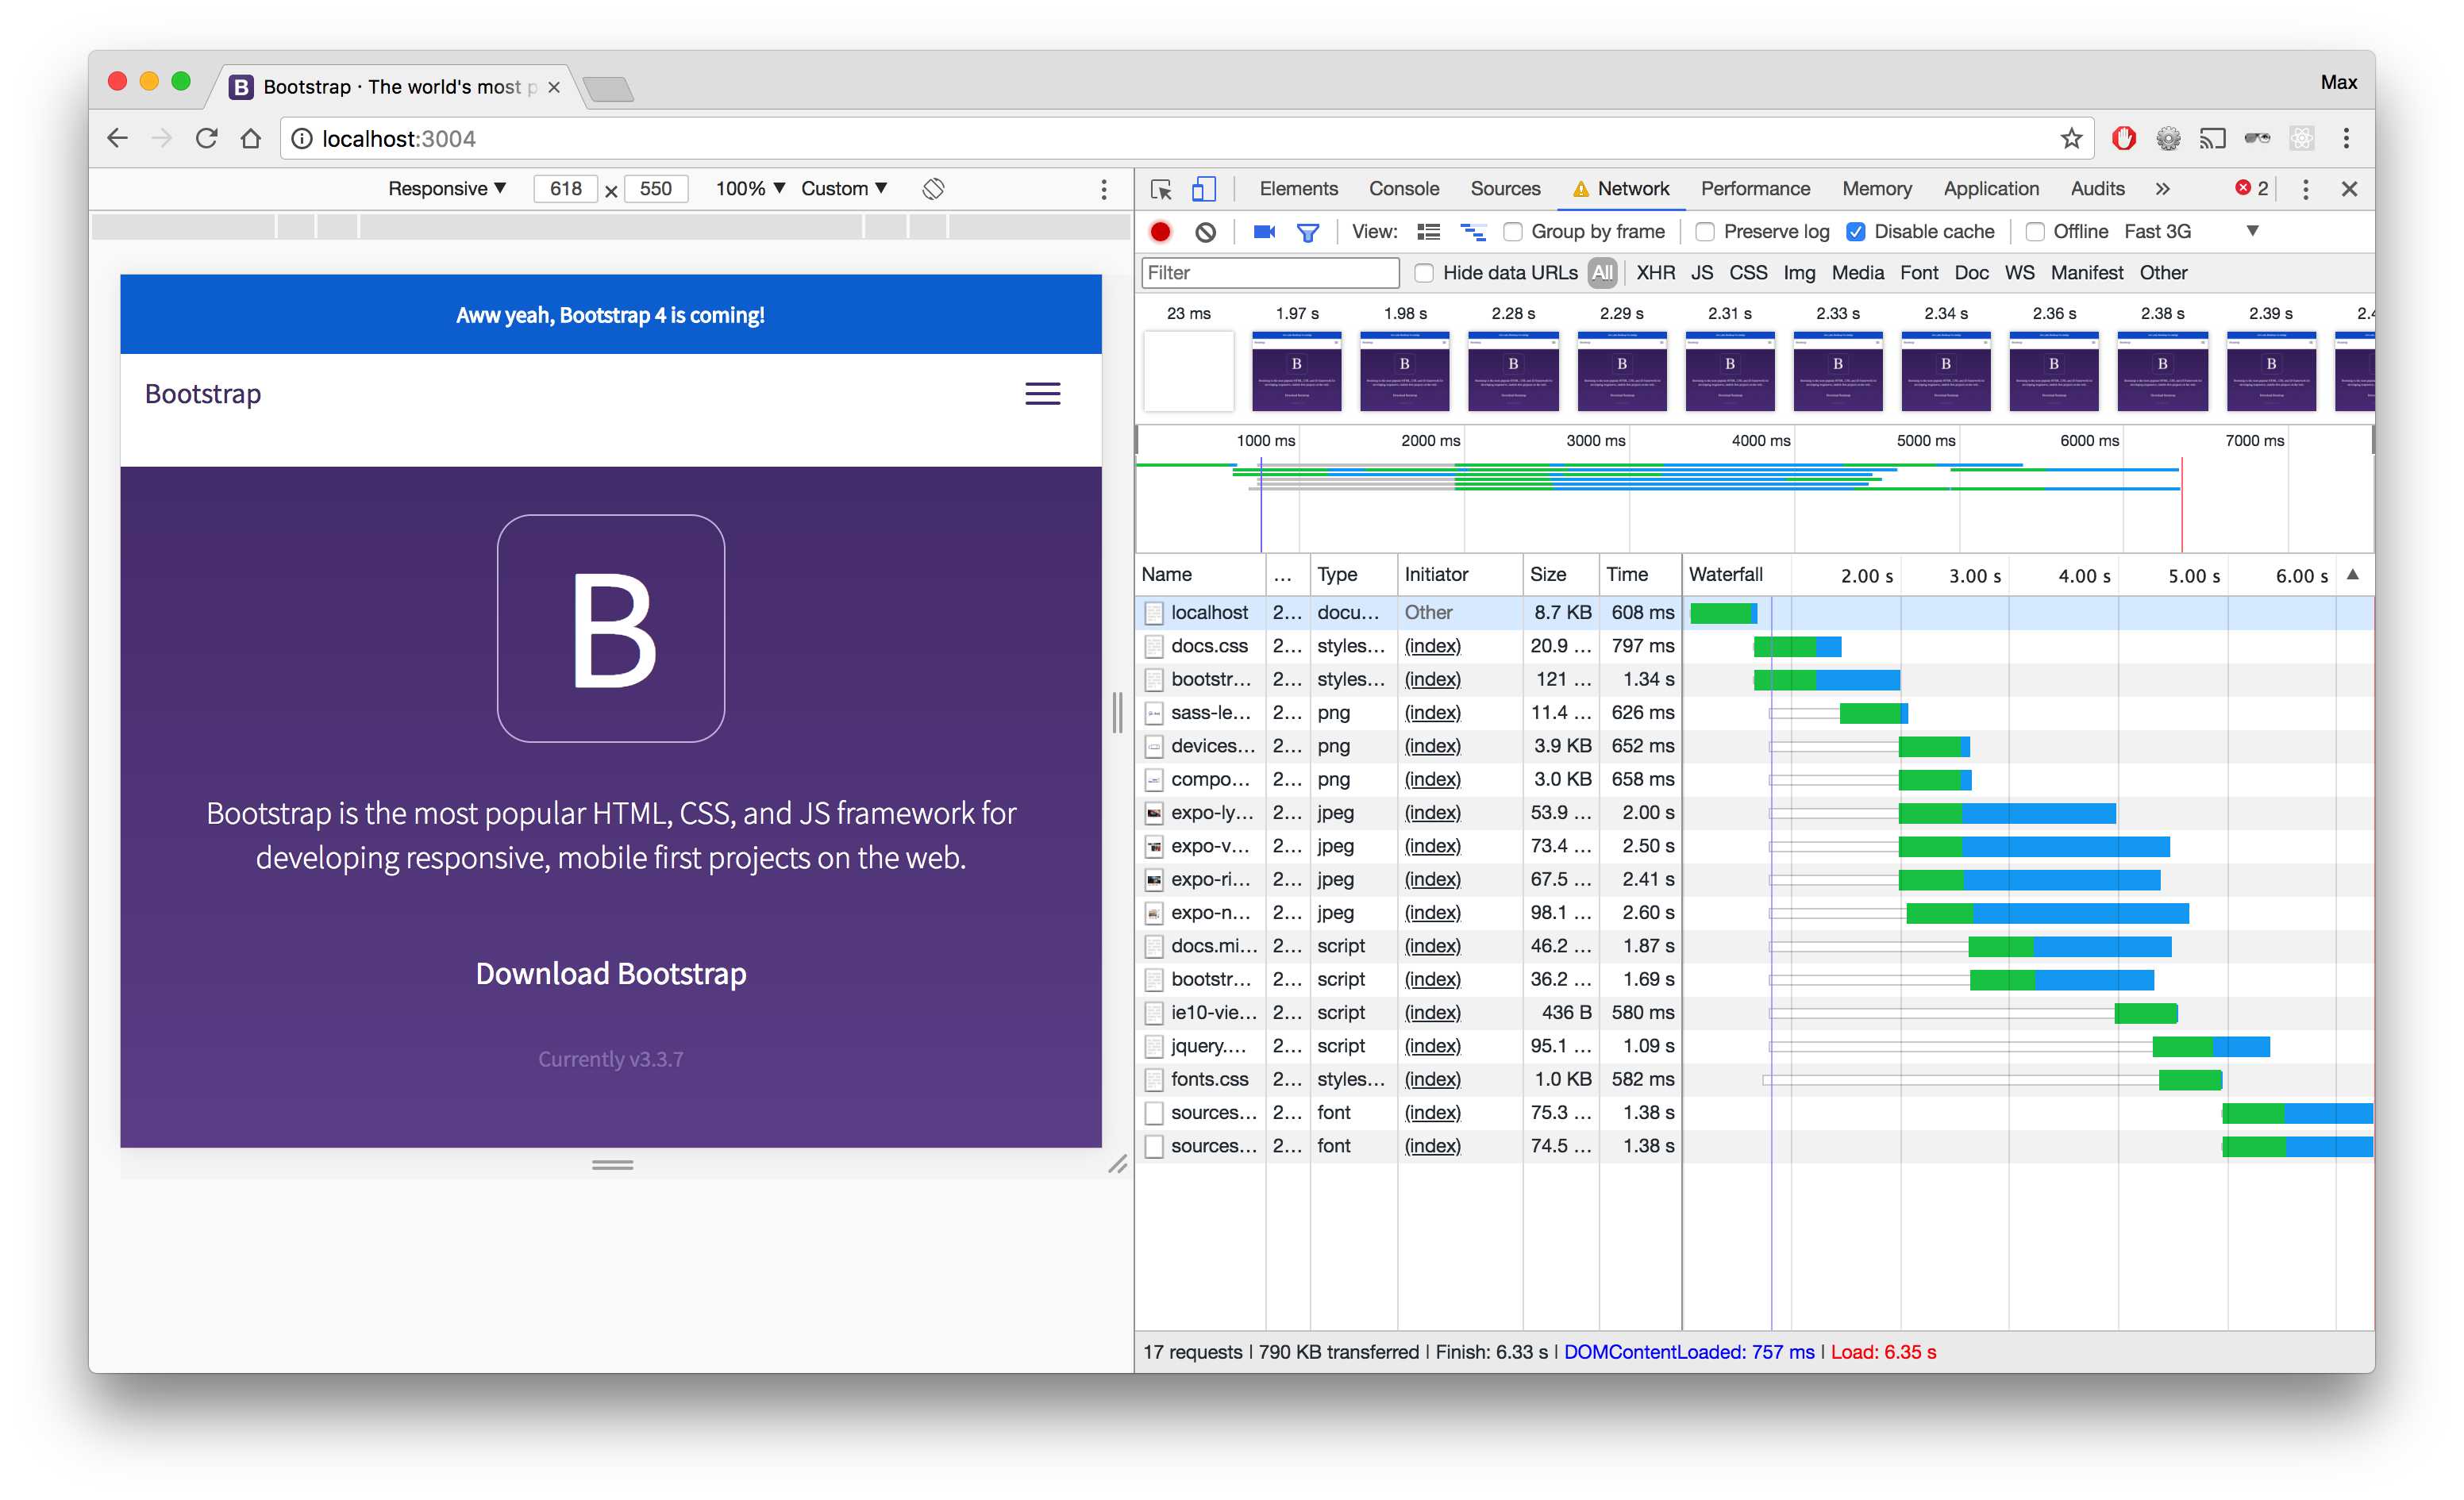 Bootstrap · The world's most p
Max
localhost:3004
Responsive ▼ 618 × 550 100% ▼ Custom ▼
Aww yeah, Bootstrap 4 is coming!
Bootstrap
B
Bootstrap is the most popular HTML, CSS, and JS framework for
developing responsive, mobile first projects on the web.
Download Bootstrap
Currently v3.3.7
Elements Console Sources Network Performance Memory Application Audits » 2
View: Group by frame Preserve log Disable cache Offline Fast 3G ▼
Filter Hide data URLs All XHR JS CSS Img Media Font Doc WS Manifest Other
23 ms 1.97 s 1.98 s 2.28 s 2.29 s 2.31 s 2.33 s 2.34 s 2.36 s 2.38 s 2.39 s
1000 ms 2000 ms 3000 ms 4000 ms 5000 ms 6000 ms 7000 ms
Name ... Type Initiator Size Time Waterfall 2.00 s 3.00 s 4.00 s 5.00 s 6.00 s ▲
localhost 2... docu... Other 8.7 KB 608 ms
docs.css 2... styles... (index) 20.9 ... 797 ms
bootstr... 2... styles... (index) 121 ... 1.34 s
sass-le... 2... png (index) 11.4 ... 626 ms
devices... 2... png (index) 3.9 KB 652 ms
compo... 2... png (index) 3.0 KB 658 ms
expo-ly... 2... jpeg (index) 53.9 ... 2.00 s
expo-v... 2... jpeg (index) 73.4 ... 2.50 s
expo-ri... 2... jpeg (index) 67.5 ... 2.41 s
expo-n... 2... jpeg (index) 98.1 ... 2.60 s
docs.mi... 2... script (index) 46.2 ... 1.87 s
bootstr... 2... script (index) 36.2 ... 1.69 s
ie10-vie... 2... script (index) 436 B 580 ms
jquery.... 2... script (index) 95.1 ... 1.09 s
fonts.css 2... styles... (index) 1.0 KB 582 ms
sources... 2... font (index) 75.3 ... 1.38 s
sources... 2... font (index) 74.5 ... 1.38 s
17 requests | 790 KB transferred | Finish: 6.33 s | DOMContentLoaded: 757 ms | Load: 6.35 s